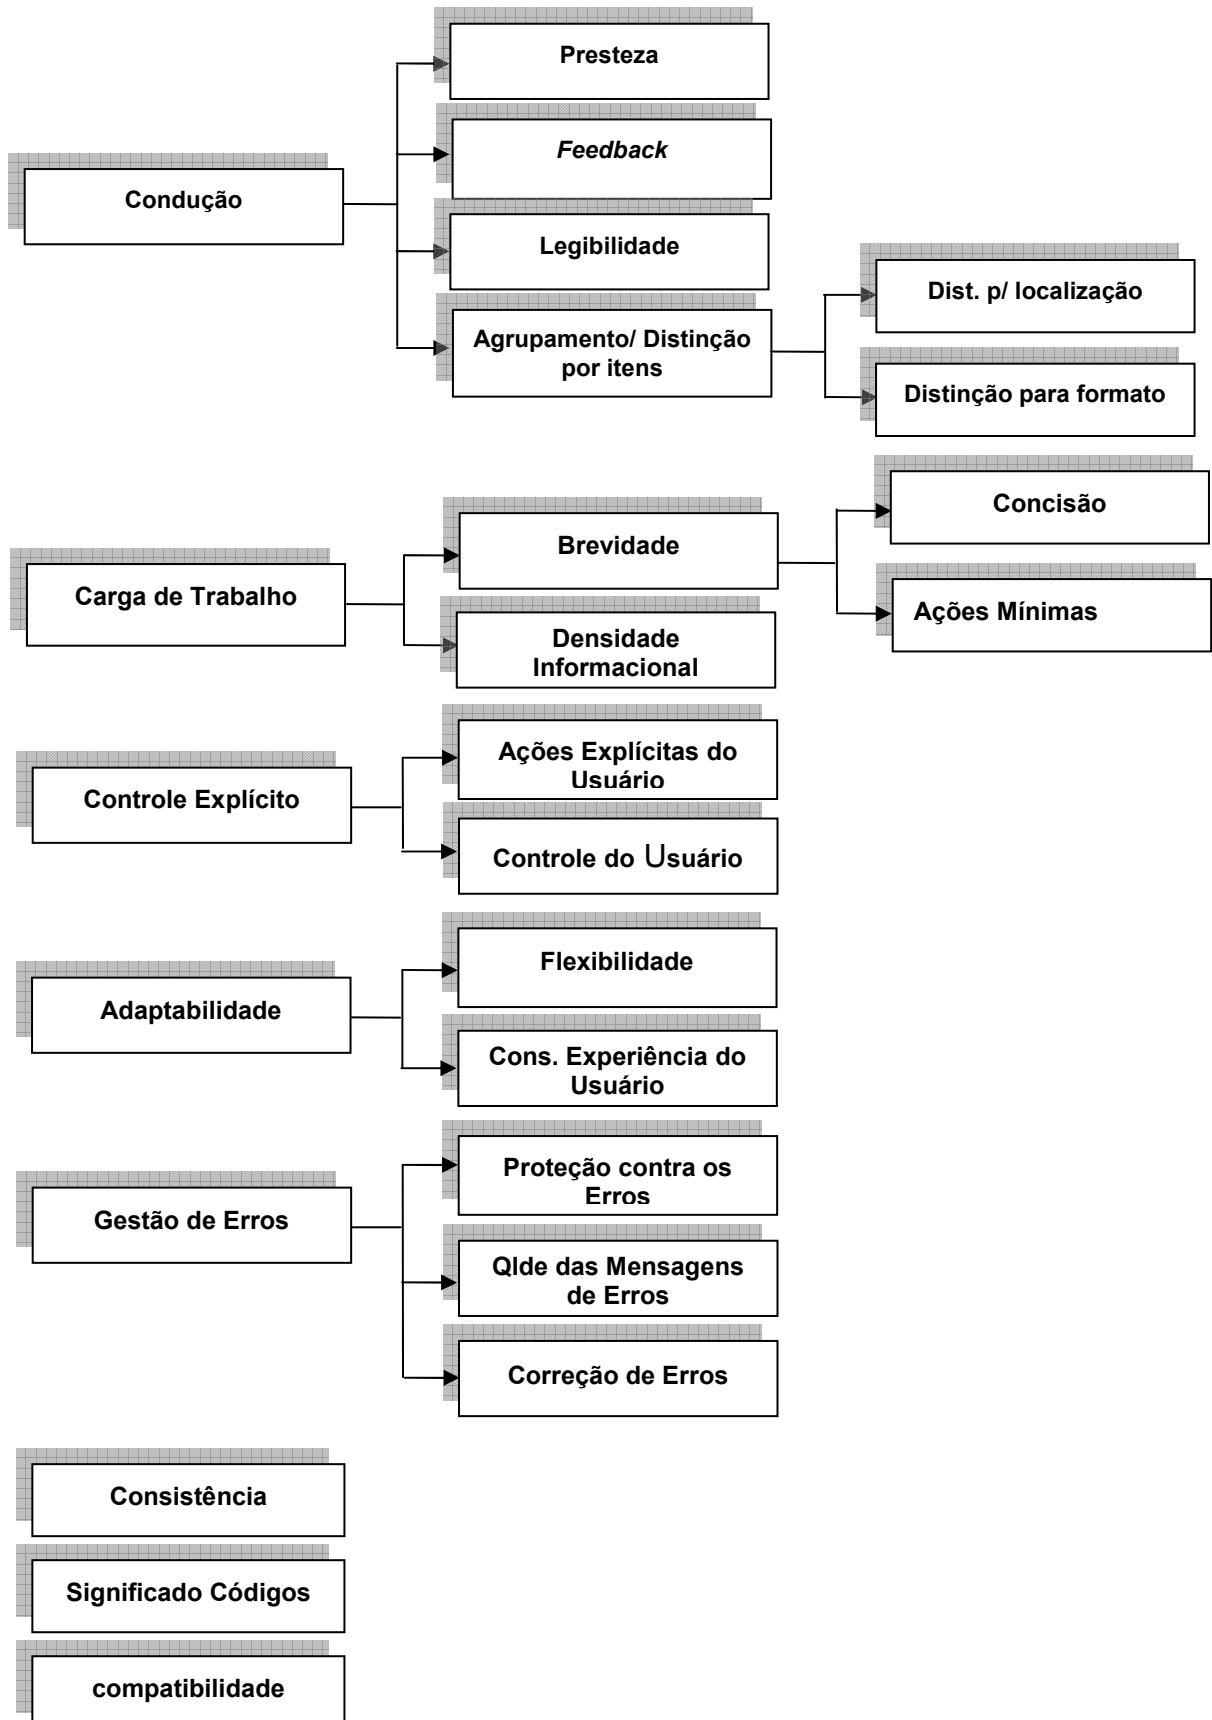 Presteza
Feedback
Condução
Legibilidade
Agrupamento/ Distinção
por itens
Dist. p/ localização
Distinção para formato
Carga de Trabalho
Brevidade
Densidade
Informacional
Concisão
Ações Mínimas
Controle Explícito
Ações Explícitas do
Usuário
Controle do Usuário
Adaptabilidade
Flexibilidade
Cons. Experiência do
Usuário
Gestão de Erros
Proteção contra os
Erros
Qlde das Mensagens
de Erros
Correção de Erros
Consistência
Significado Códigos
compatibilidade